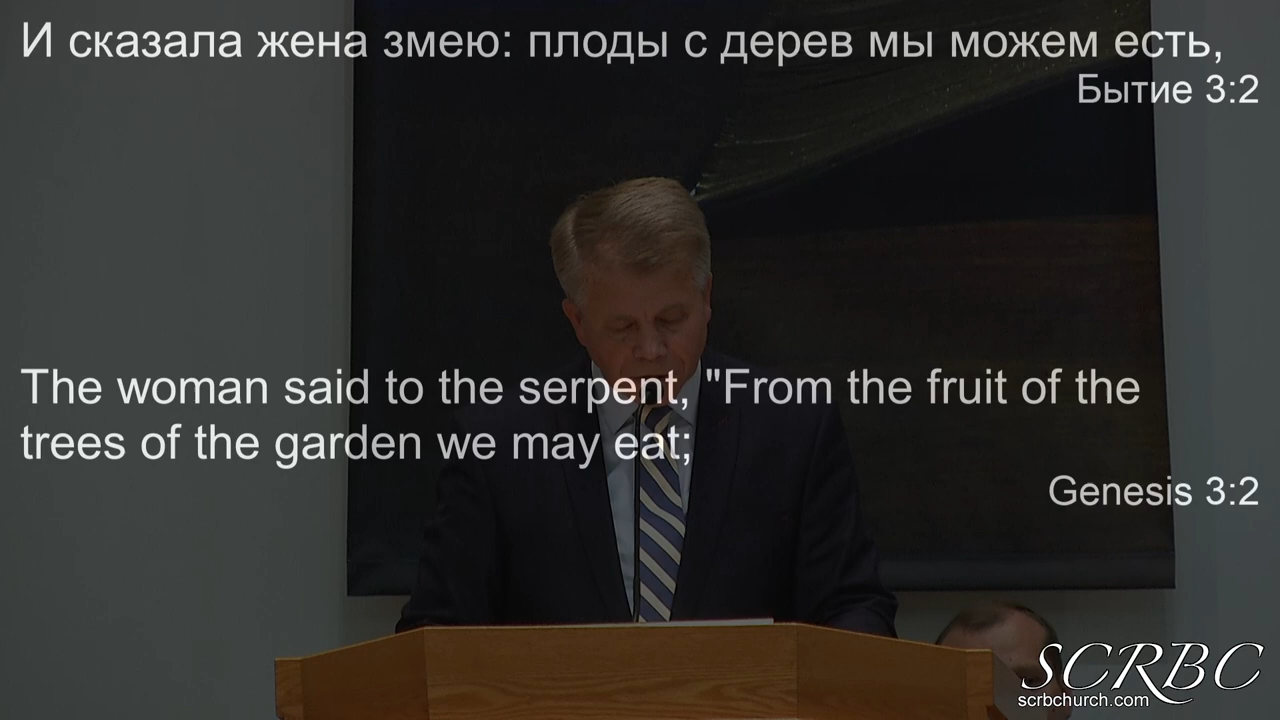 И сказала жена змею: плоды с дерев мы можем есть,
Бытие 3:2
The woman said to the serpent, "From the fruit of the
trees of the garden we may eat;
Genesis 3:2
SCRBC
scrbchurch.com